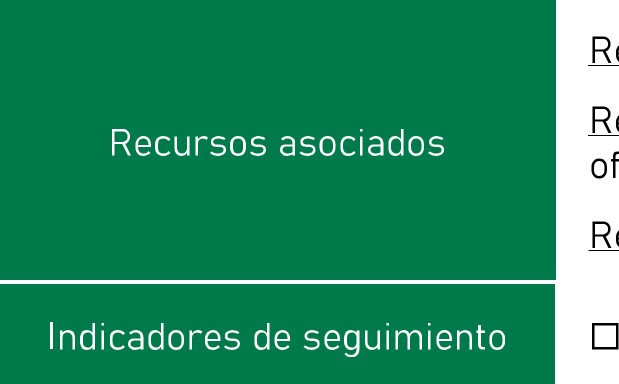 Recursos asociados
Indicadores de seguimiento